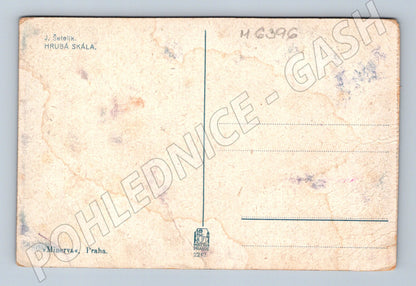 J. Šetelík.
HRUBÁ SKÁLA.
H 6396
POHLEDNICE - GASH
»Minerva«, Praha.